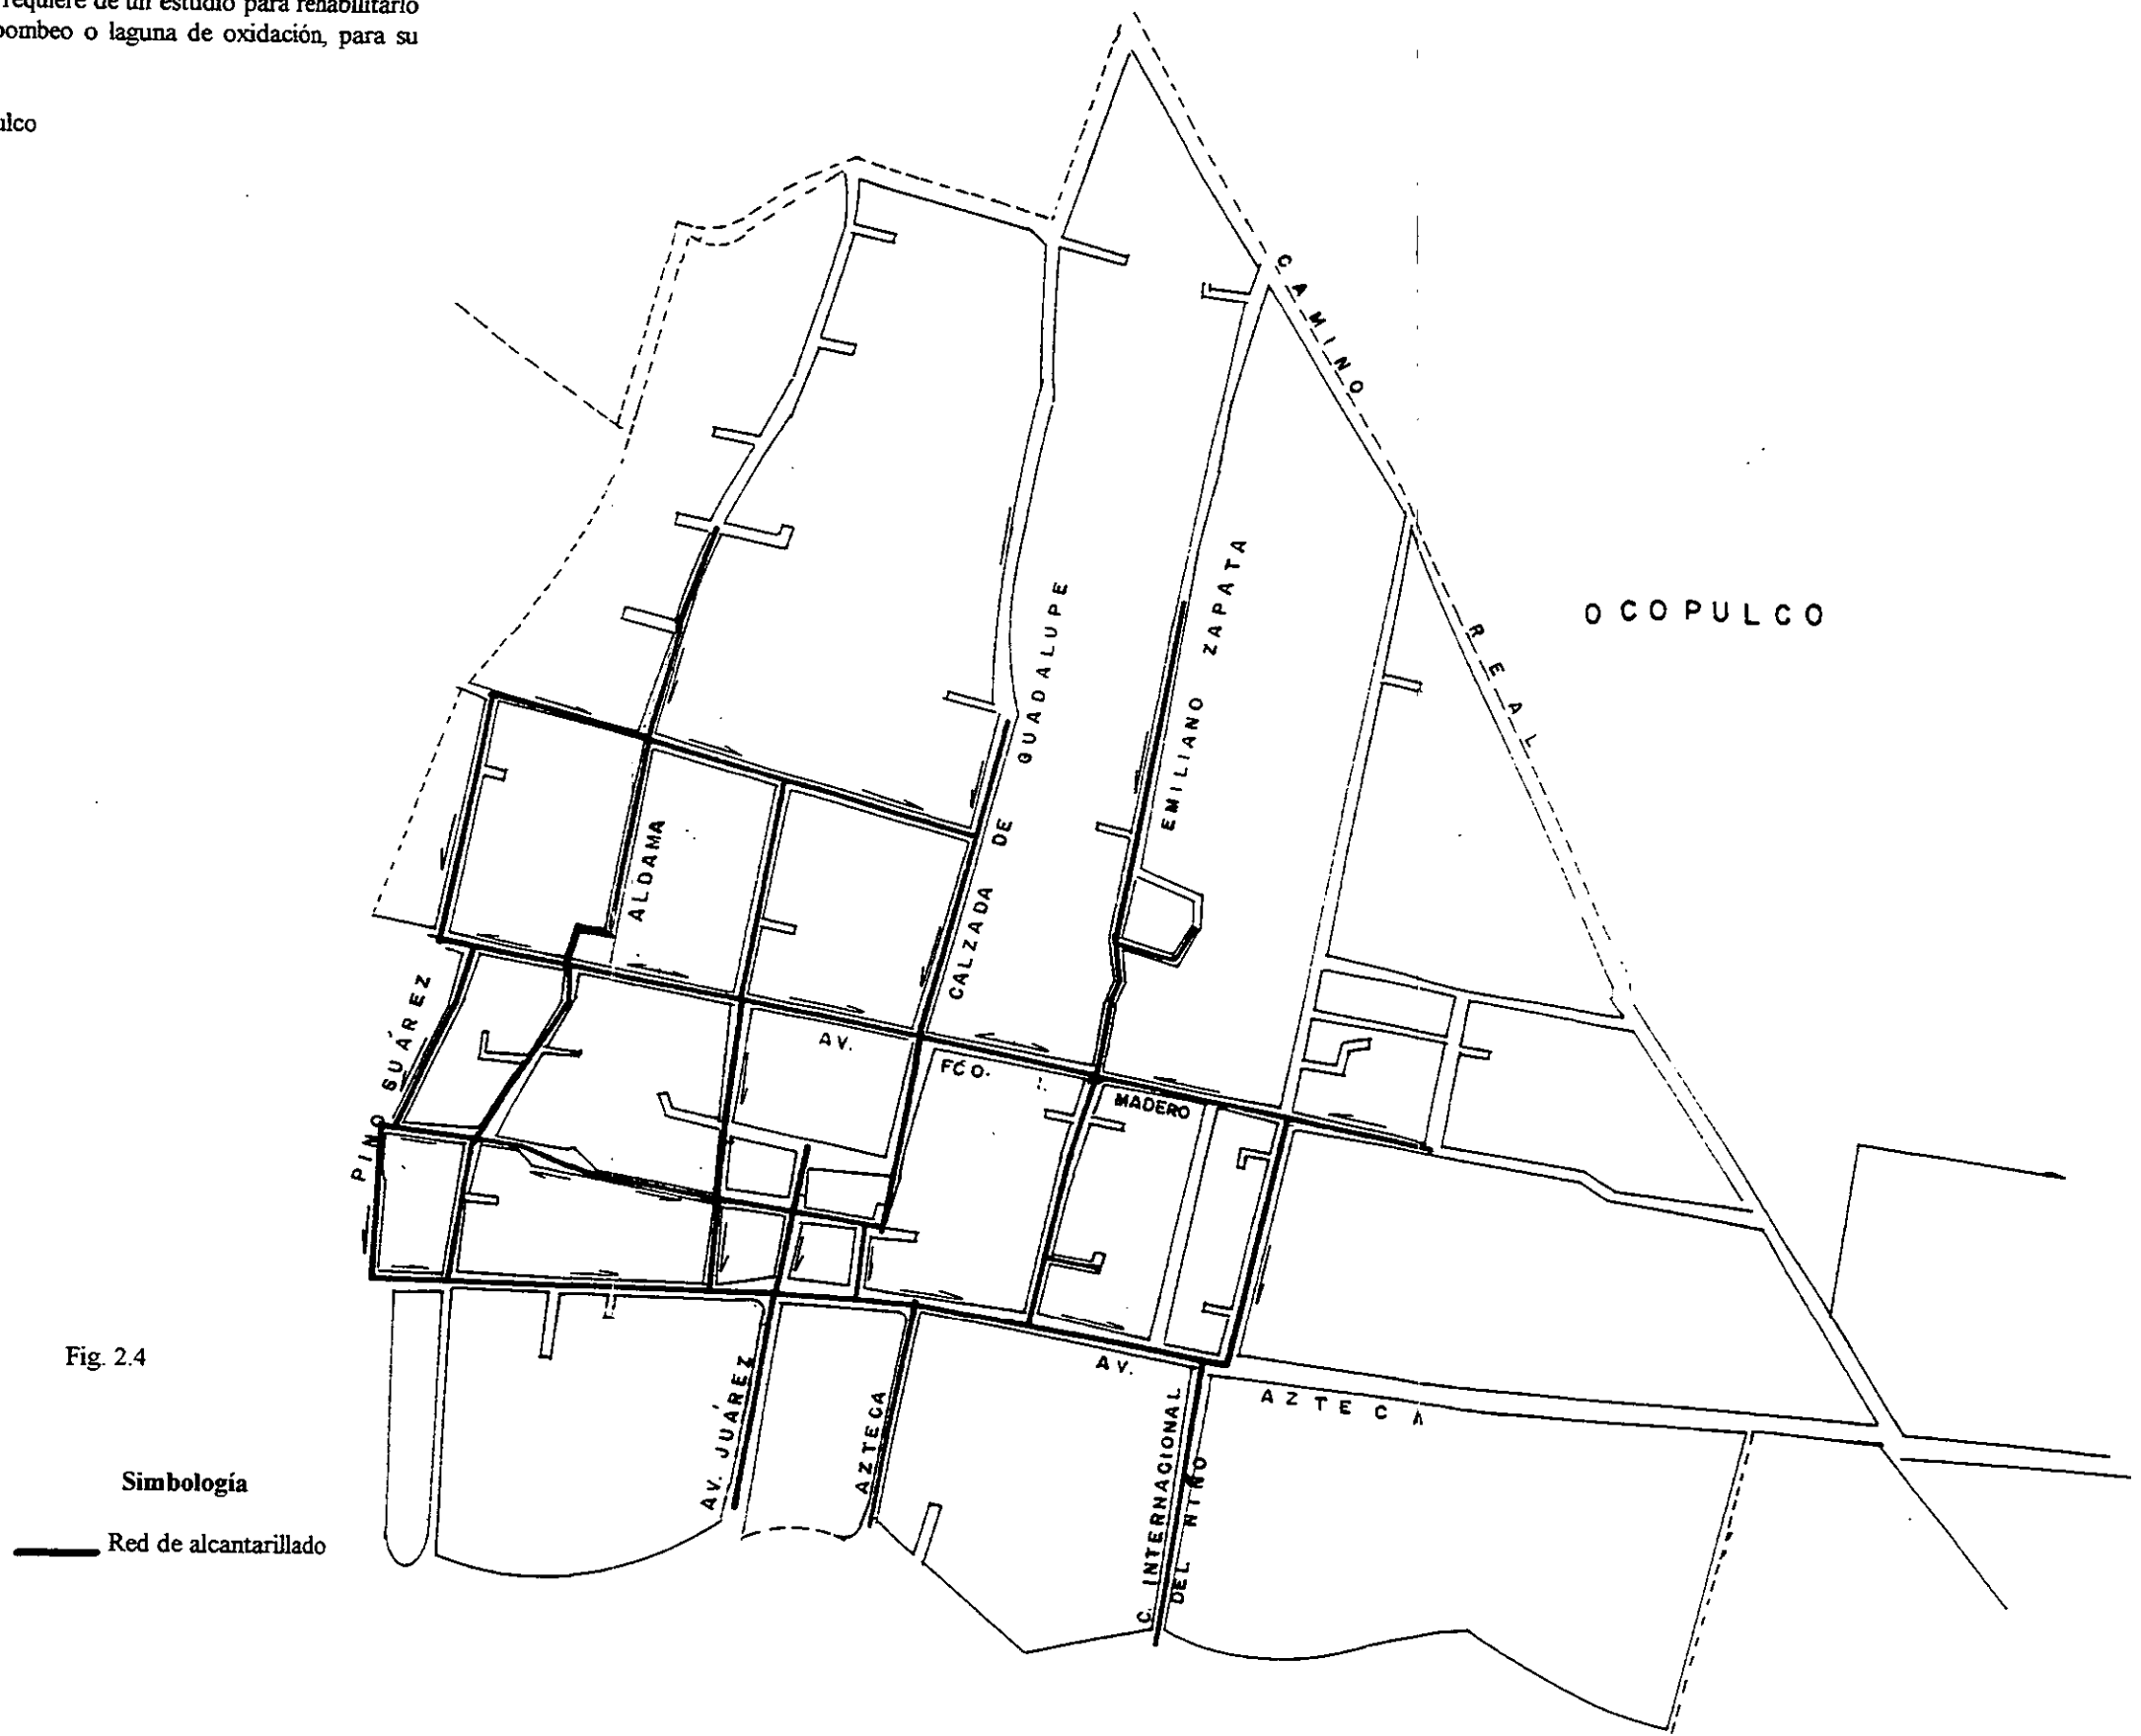 requiere de un estudio para rehabilitarlo
bombeo o laguna de oxidación, para su
ulco
CAMINO REAL
OCOPULCO
CALZADA DE GUADALUPE
EMILIANO ZAPATA
ALDAMA
PINO SUÁREZ
AV. FCO. MADERO
AV. AZTECA
AV. JUÁREZ
AZTECA
C. INTERNACIONAL
DEL
Fig. 2.4
Simbología
Red de alcantarillado